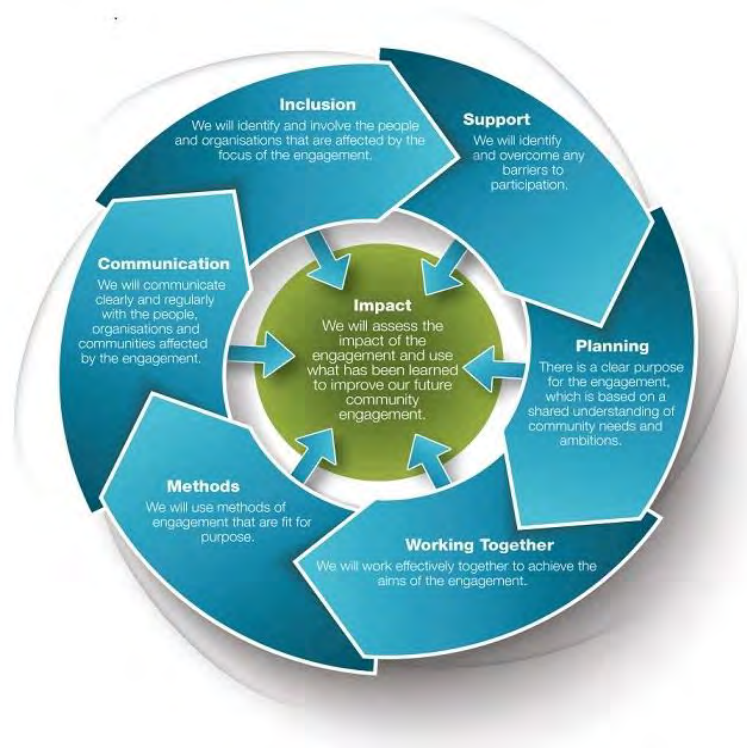 Inclusion
We will identify and involve the people
and organisations that are affected by the
focus of the engagement.
Support
We will identify
and overcome any
barriers to
participation.
Planning
There is a clear purpose
for the engagement,
which is based on a
shared understanding of
community needs and
ambitions.
Working Together
We will work effectively together to achieve the
aims of the engagement.
Methods
We will use methods of
engagement that are fit for
purpose.
Communication
We will communicate
clearly and regularly
with the people,
organisations and
communities affected
by the engagement.
Impact
We will assess the
impact of the
engagement and use
what has been learned
to improve our future
community
engagement.